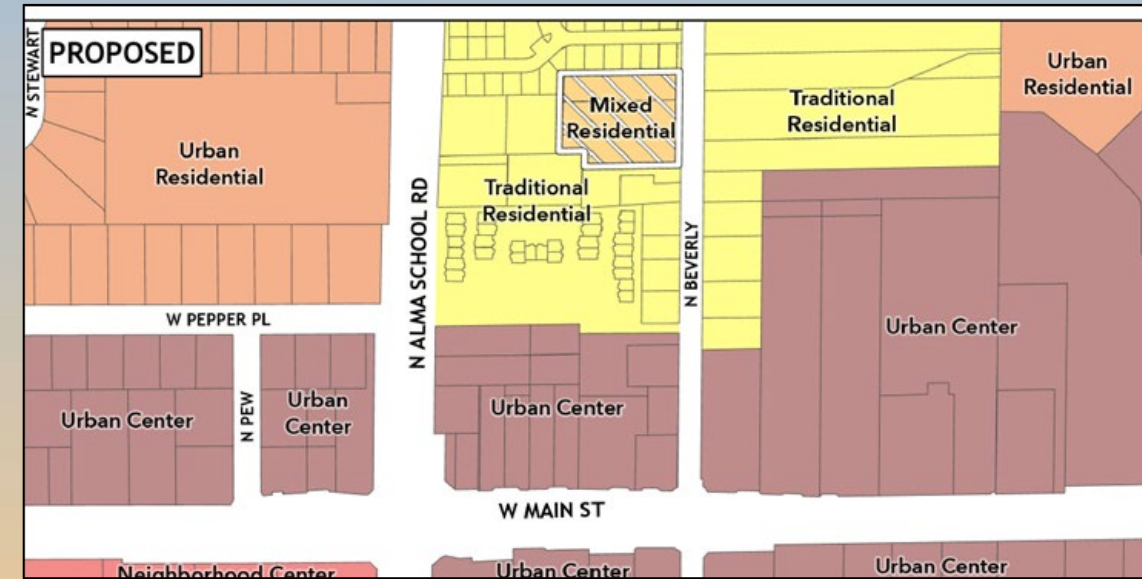 N STEWART
PROPOSED
Urban
Residential
Mixed
Residential
Traditional
Residential
Urban
Residential
N ALMA SCHOOL RD
Traditional
Residential
N BEVERLY
W PEPPER PL
Urban Center
Urban Center
N PEW
Urban
Center
Urban Center
W MAIN ST
Neighborhood Center
Urban Center
Urban Center